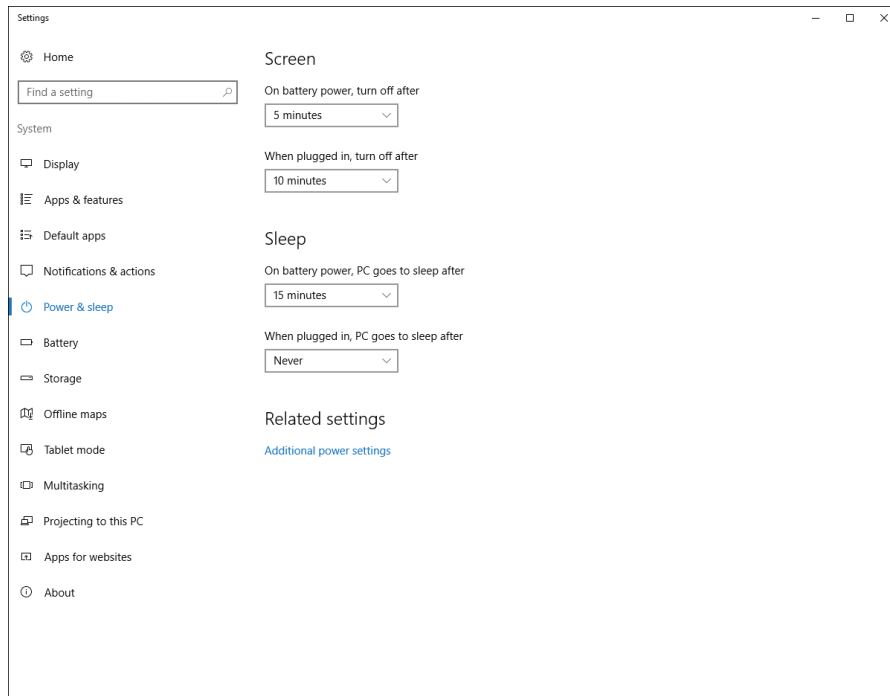 Settings
Home
Find a setting
System
Display
Apps & features
Default apps
Notifications & actions
Power & sleep
Battery
Storage
Offline maps
Tablet mode
Multitasking
Projecting to this PC
Apps for websites
About
Screen
On battery power, turn off after
5 minutes
When plugged in, turn off after
10 minutes
Sleep
On battery power, PC goes to sleep after
15 minutes
When plugged in, PC goes to sleep after
Never
Related settings
Additional power settings